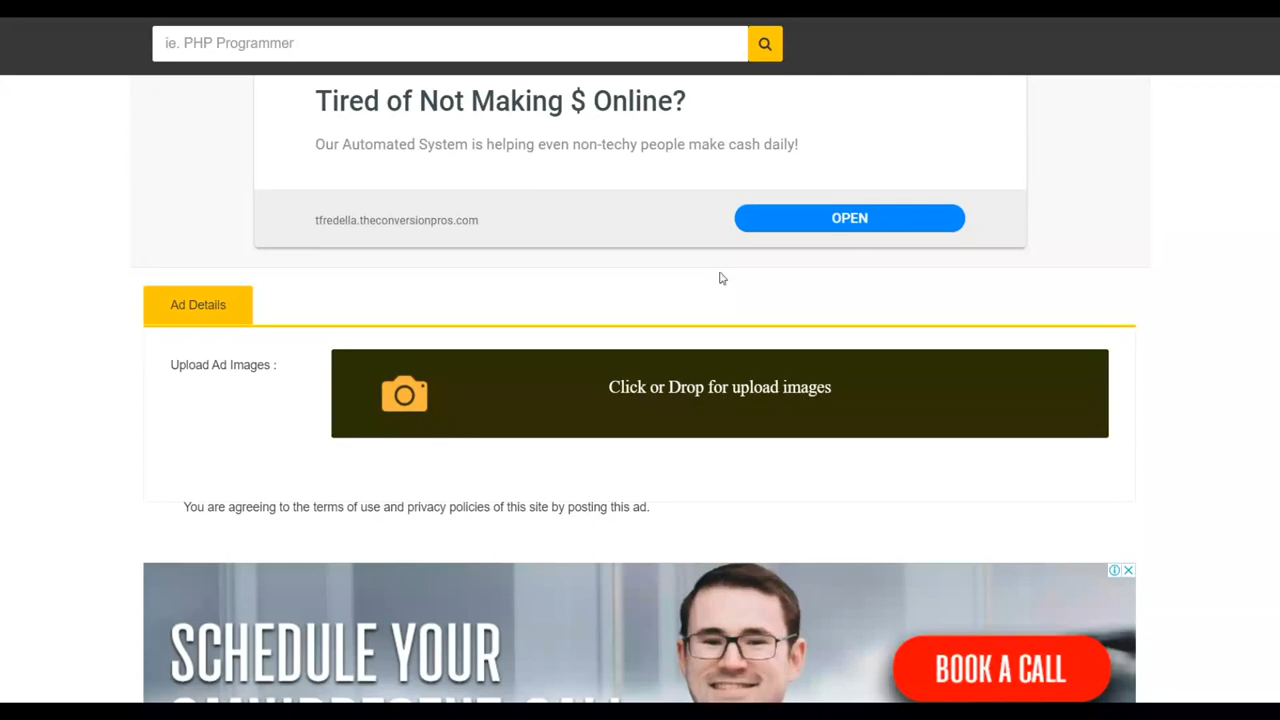 ie. PHP Programmer
Tired of Not Making $ Online?
Our Automated System is helping even non-techy people make cash daily!
tfredella.theconversionpros.com
OPEN
Ad Details
Upload Ad Images :
Click or Drop for upload images
You are agreeing to the terms of use and privacy policies of this site by posting this ad.
SCHEDULE YOUR
BOOK A CALL